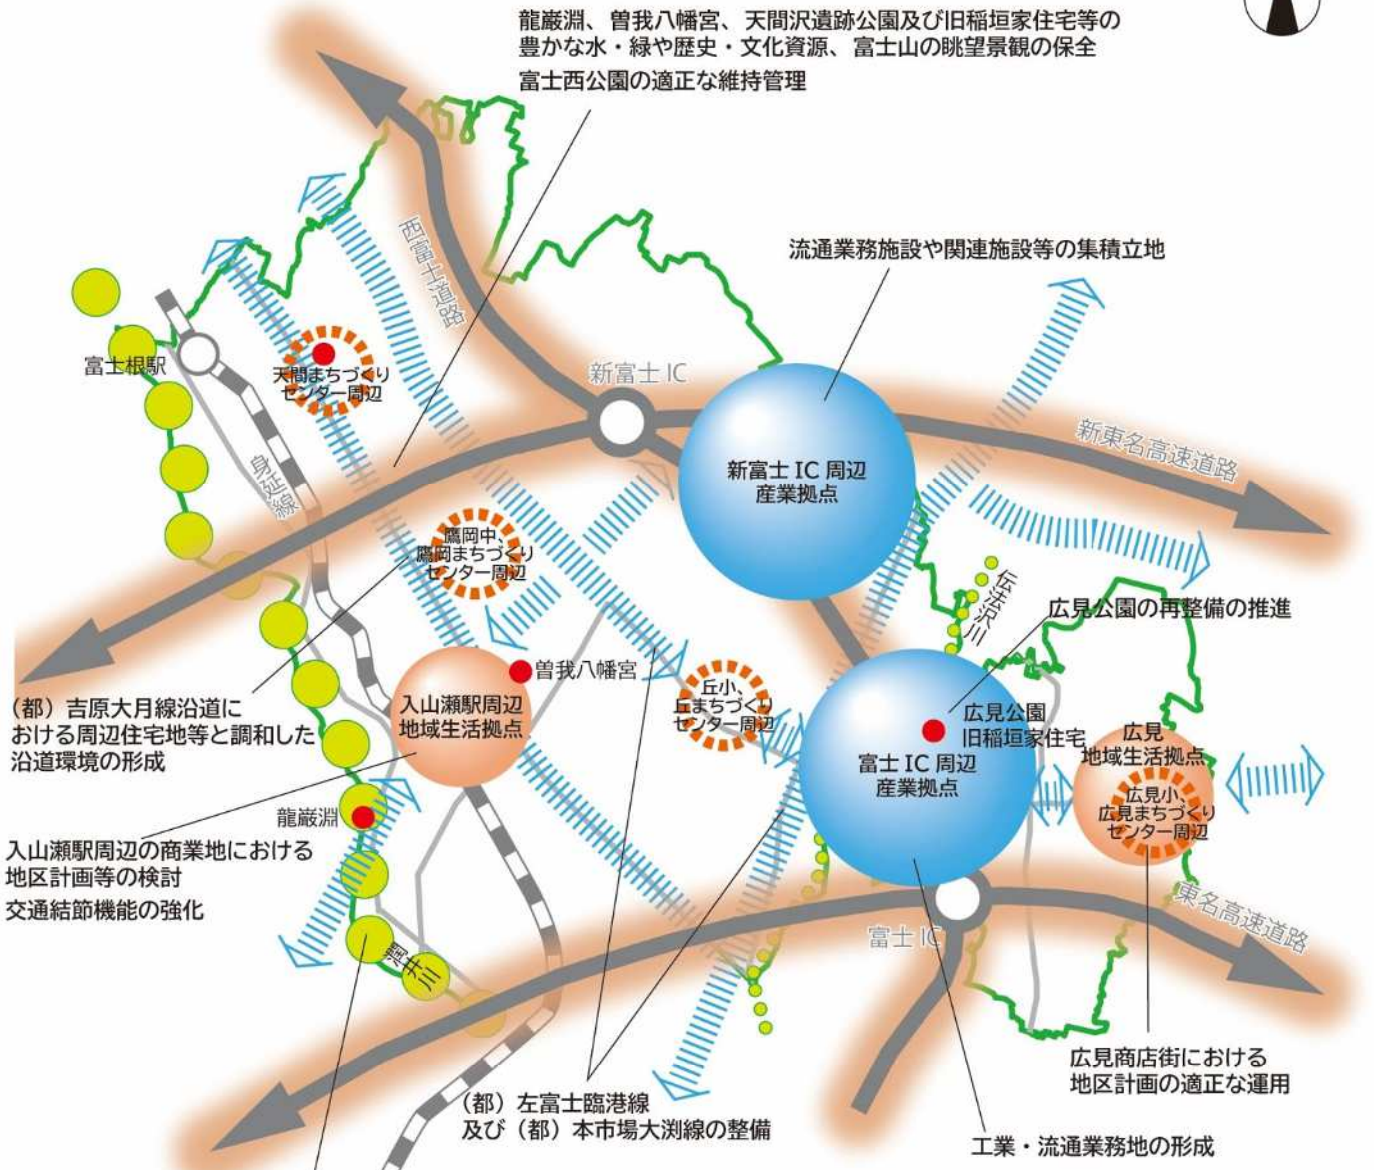 龍巌淵、曽我八幡宮、天間沢遺跡公園及び旧稲垣家住宅等の
豊かな水・緑や歴史・文化資源、富士山の眺望景観の保全
富士西公園の適正な維持管理
西富士道路
流通業務施設や関連施設等の集積立地
富士根駅
天間まちづくり
センター周辺
新富士 IC
新東名高速道路
身延線
新富士 IC 周辺
産業拠点
鷹岡中、
鷹岡まちづくり
センター周辺
伝法沢川
広見公園の再整備の推進
曽我八幡宮
(都)吉原大月線沿道に
おける周辺住宅地等と調和した
沿道環境の形成
入山瀬駅周辺
地域生活拠点
丘小、
丘まちづくり
センター周辺
広見公園
旧稲垣家住宅
富士 IC 周辺
産業拠点
広見
地域生活拠点
広見小、
広見まちづくり
センター周辺
龍巌淵
入山瀬駅周辺の商業地における
地区計画等の検討
交通結節機能の強化
東名高速道路
富士 IC
潤井川
広見商店街における
地区計画の適正な運用
(都)左富士臨港線
及び(都)本市場大渕線の整備
工業・流通業務地の形成